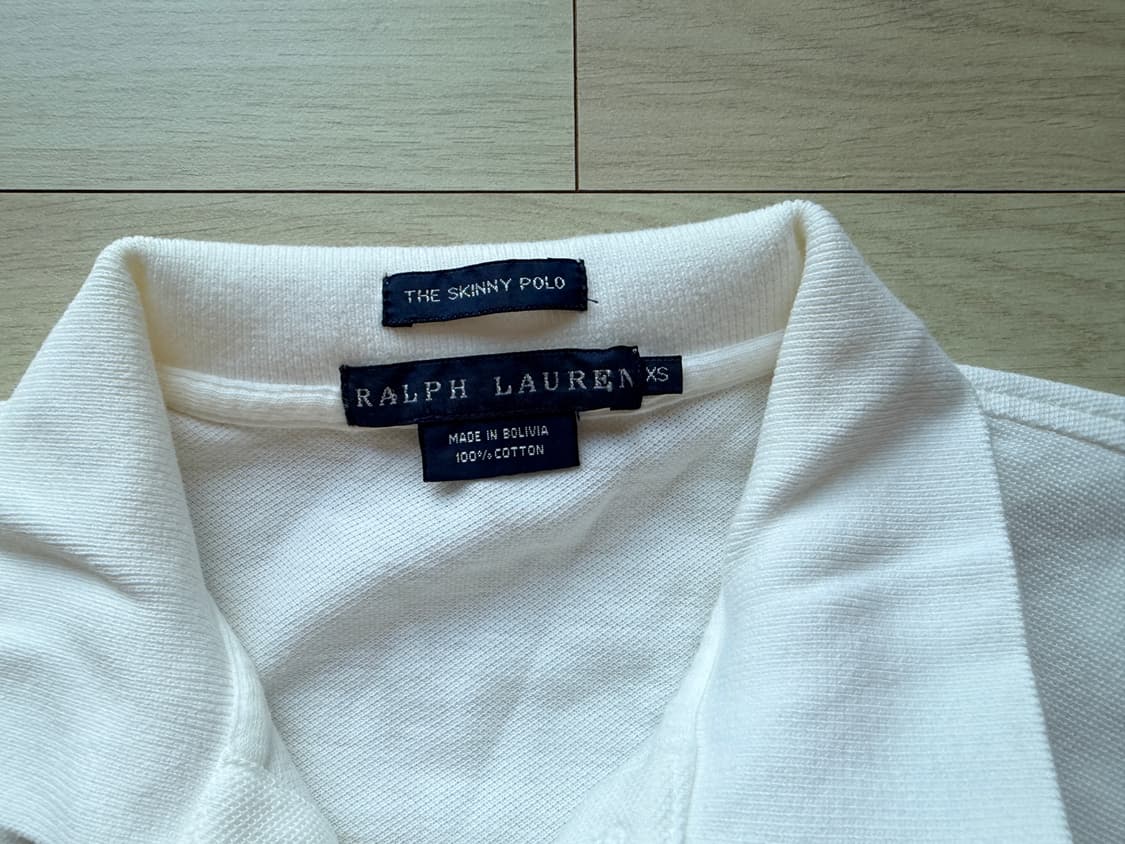 THE SKINNY POLO
RALPH LAUREN XS
MADE IN BOLIVIA
100% COTTON